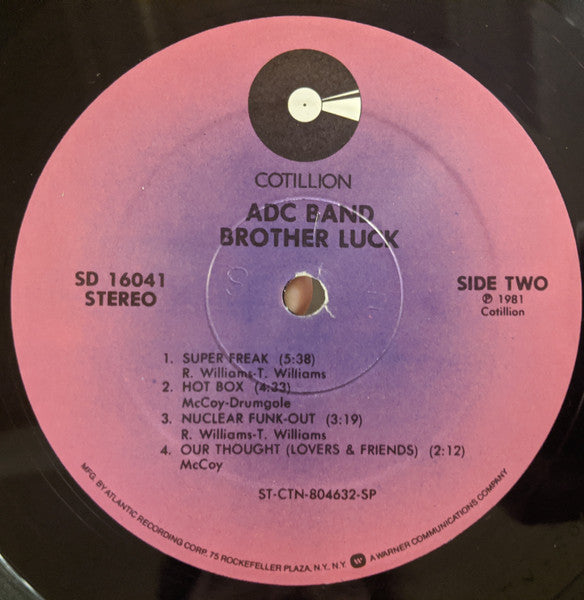 COTILLION
ADC BAND
BROTHER LUCK
SD 16041
STEREO
SIDE TWO
℗ 1981
Cotillion
1. SUPER FREAK (5:38)
R. Williams-T. Williams
2. HOT BOX (4:33)
McCoy-Drumgole
3. NUCLEAR FUNK-OUT (3:19)
R. Williams-T. Williams
4. OUR THOUGHT (LOVERS & FRIENDS) (2:12)
McCoy
ST-CTN-804632-SP
MFG. BY ATLANTIC RECORDING CORP. 75 ROCKEFELLER PLAZA, N.Y., N.Y. W A WARNER COMMUNICATIONS COMPANY